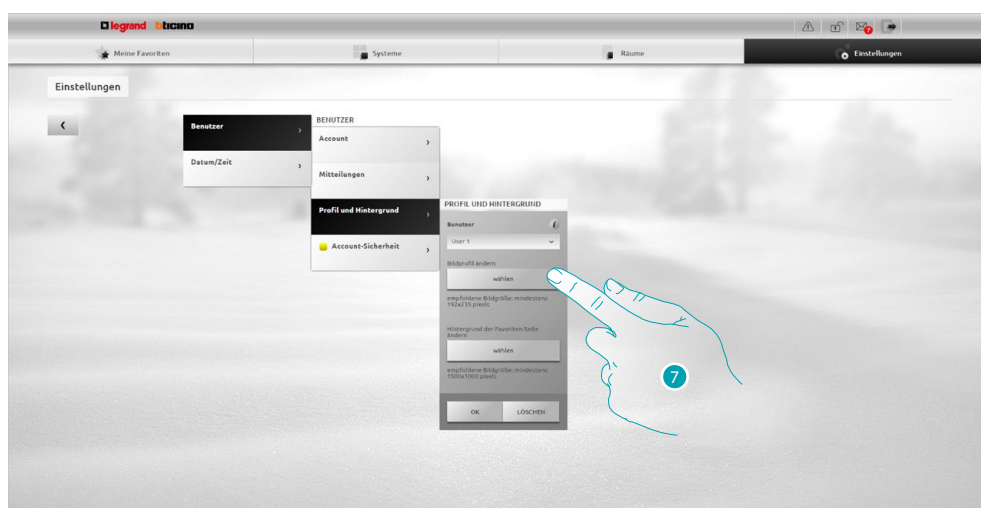 legrand bticino
7
Meine Favoriten
Systeme
Räume
Einstellungen
Einstellungen
Benutzer
Datum/Zeit
BENUTZER
Account
Mitteilungen
Profil und Hintergrund
Account-Sicherheit
PROFIL UND HINTERGRUND
Benutzer
i
User 1
Bildprofil ändern
wählen
empfohlene Bildgröße: mindestens
192x235 pixels
Hintergrund der Favoriten-Seite
ändern
wählen
empfohlene Bildgröße: mindestens
1500x1000 pixels
OK
LÖSCHEN
7